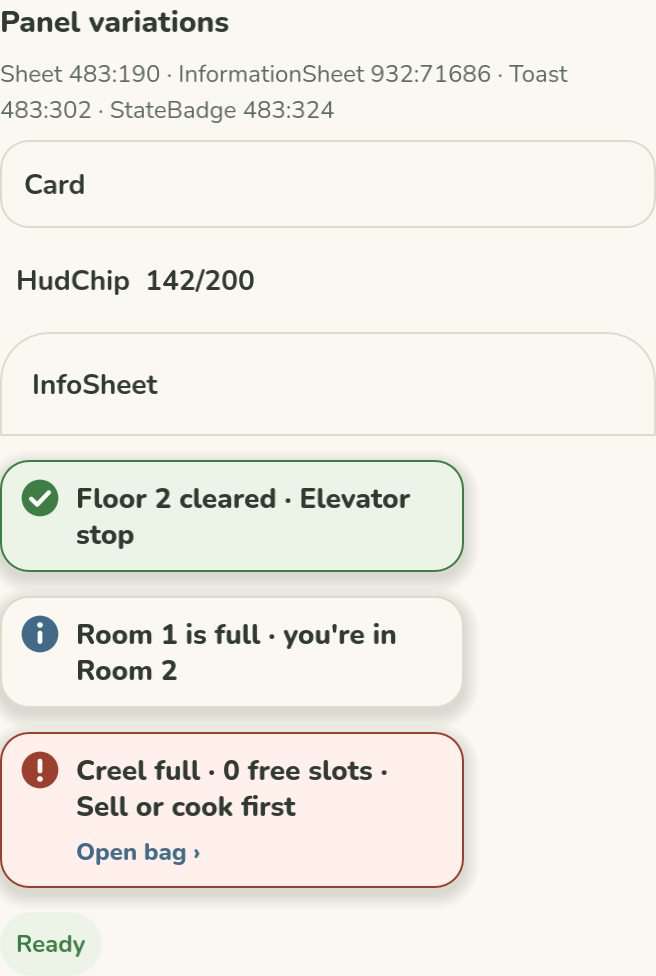 Panel variations
Sheet 483:190 · InformationSheet 932:71686 · Toast
483:302 · StateBadge 483:324
Card
HudChip 142/200
InfoSheet
Floor 2 cleared · Elevator
stop
Room 1 is full · you're in
Room 2
Creel full · 0 free slots ·
Sell or cook first
Open bag ›
Ready